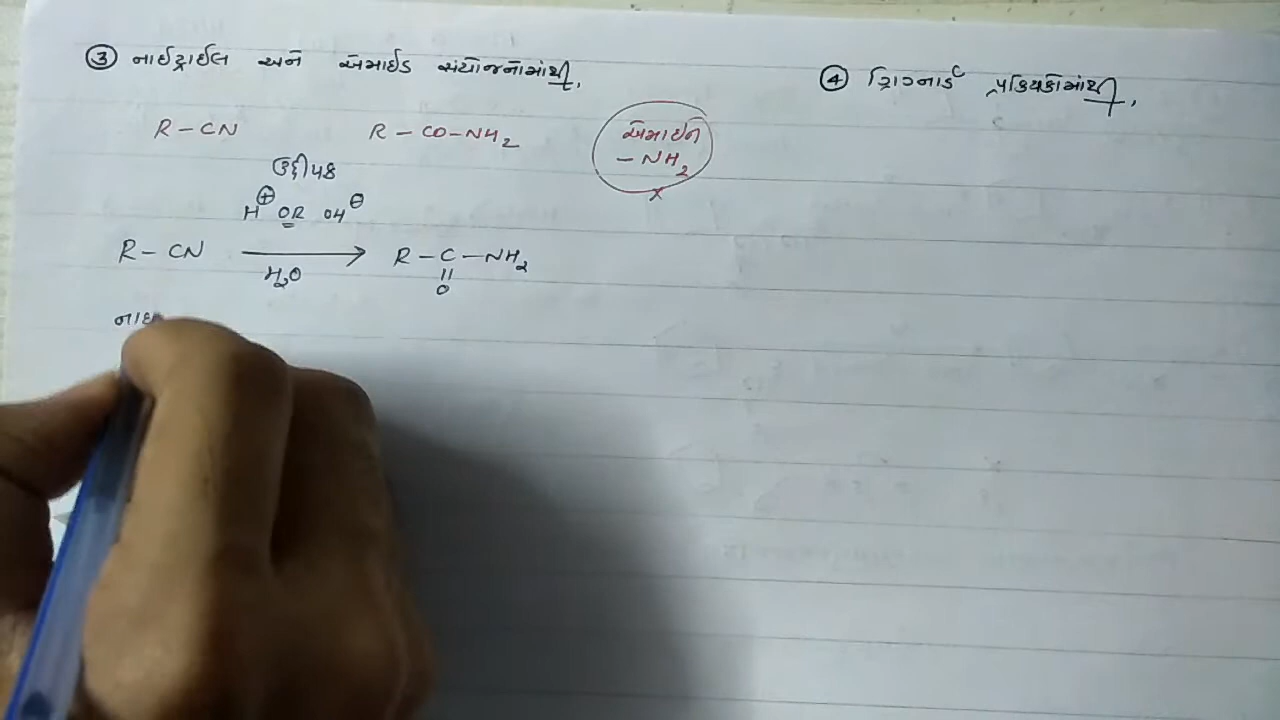 ③ નાઈટ્રાઈલ અને એમાઈડ સંયોજનોમાંથી.
R – CN R – CO – NH₂
એમાઈન
– NH₂
x
ઉદ્દીપક
H⊕ OR OH⊖
R – CN ⟶ R – C – NH₂
H₂O
||
O
નાઇ
④ ગ્રિગ્નાર્ડ પ્રક્રિયકોમાંથી.